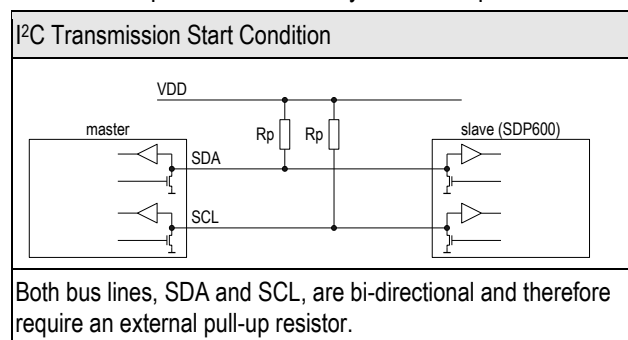 I²C Transmission Start Condition
VDD
master
Rp
Rp
slave (SDP600)
SDA
SCL
Both bus lines, SDA and SCL, are bi-directional and therefore
require an external pull-up resistor.